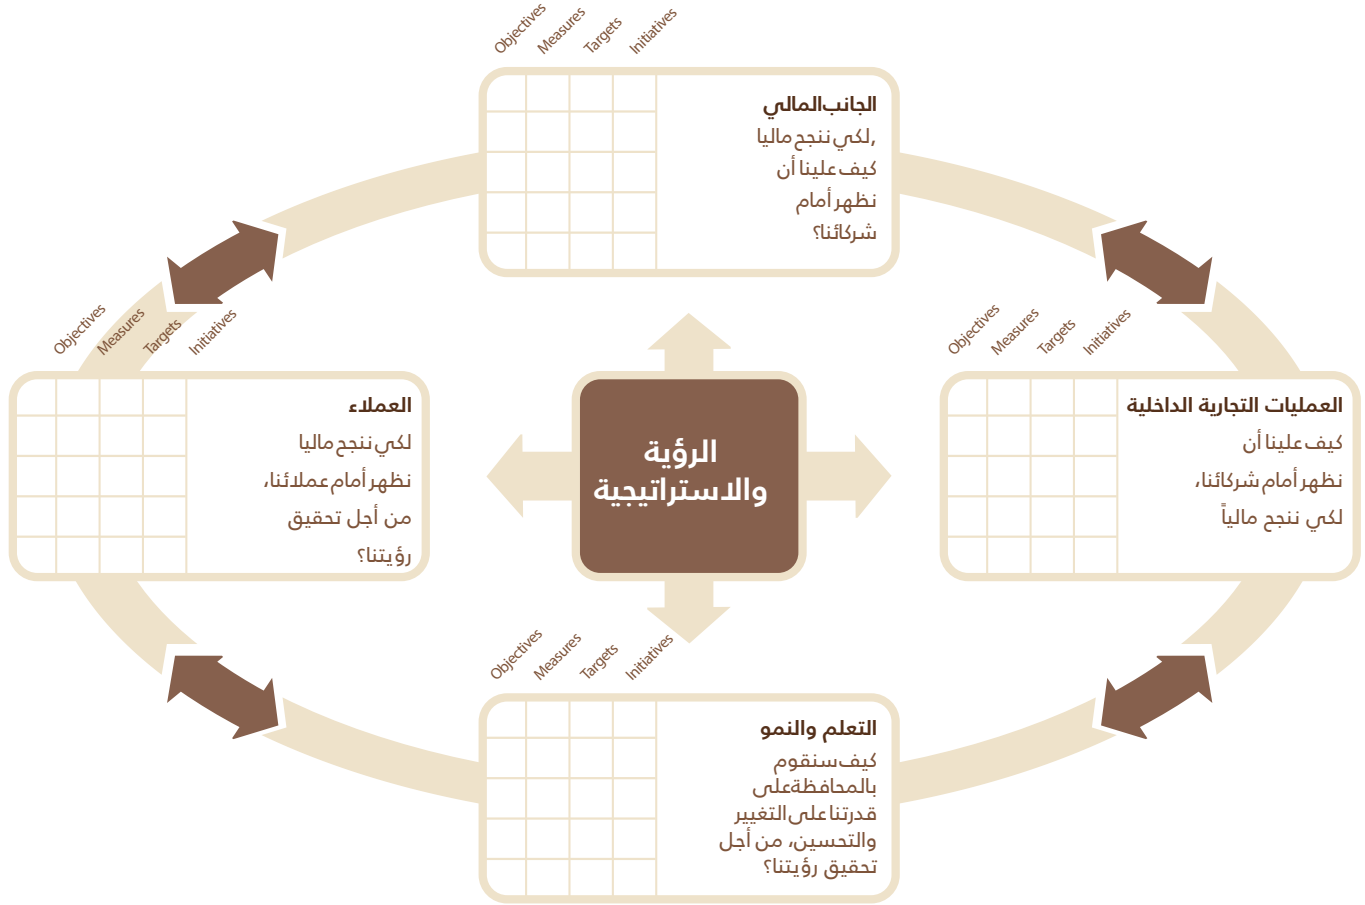 Objectives
Measures
Targets
Initiatives
الجانب المالي
لكي ننجح ماليا,
كيف علينا أن
نظهر أمام
شركائنا؟
Objectives
Measures
Targets
Initiatives
العمليات التجارية الداخلية
كيف علينا أن
نظهر أمام شركائنا،
لكي ننجح مالياً
الرؤية
والاستراتيجية
Objectives
Measures
Targets
Initiatives
العملاء
لكي ننجح ماليا
نظهر أمام عملائنا،
من أجل تحقيق
رؤيتنا؟
Objectives
Measures
Targets
Initiatives
التعلم والنمو
كيف سنقوم
بالمحافظة على
قدرتنا على التغيير
والتحسين، من أجل
تحقيق رؤيتنا؟